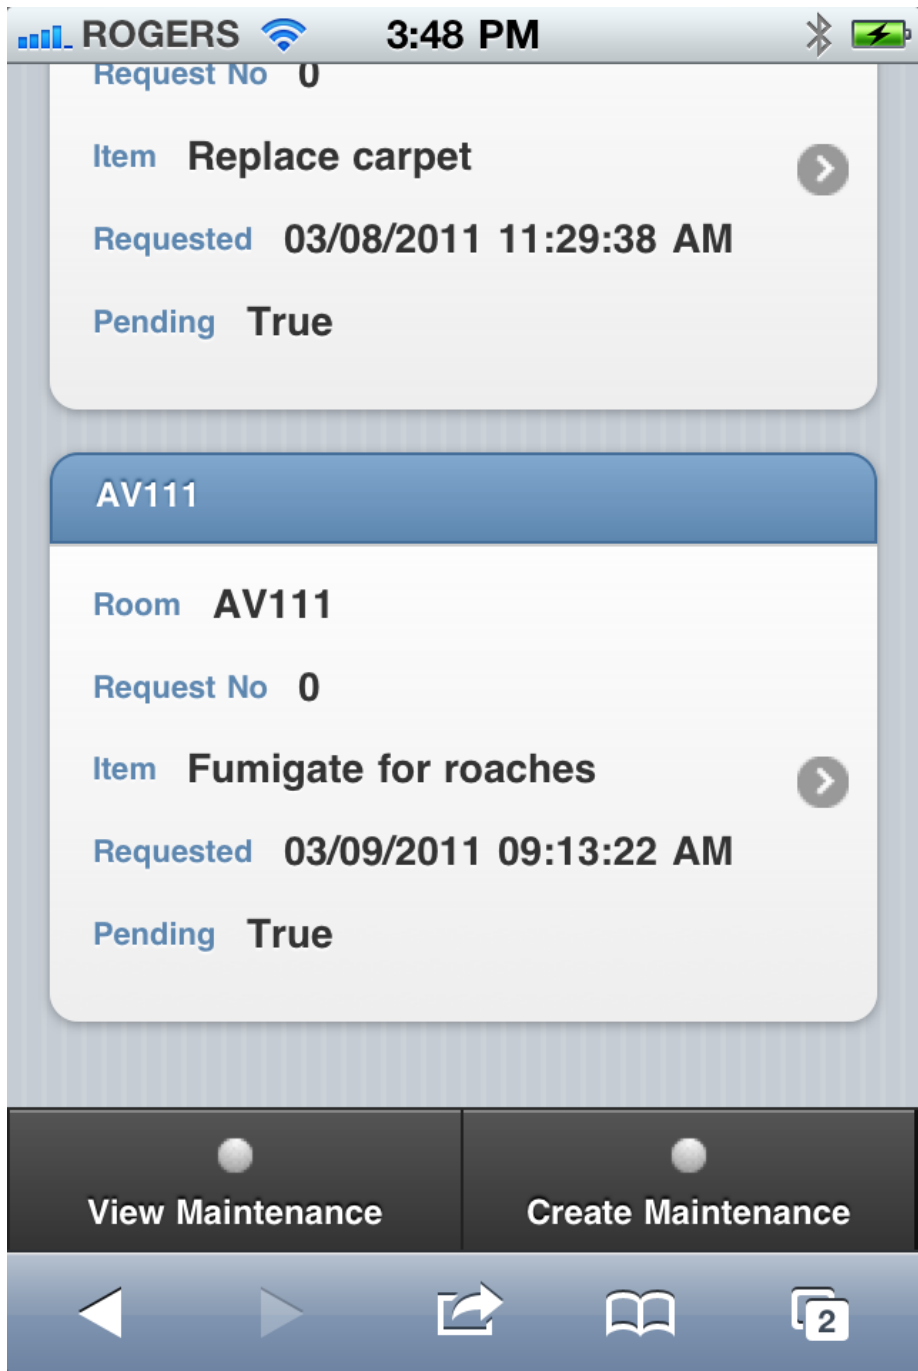 ROGERS 3:48 PM
Request No 0
Item Replace carpet
Requested 03/08/2011 11:29:38 AM
Pending True
AV111
Room AV111
Request No 0
Item Fumigate for roaches
Requested 03/09/2011 09:13:22 AM
Pending True
View Maintenance Create Maintenance
2